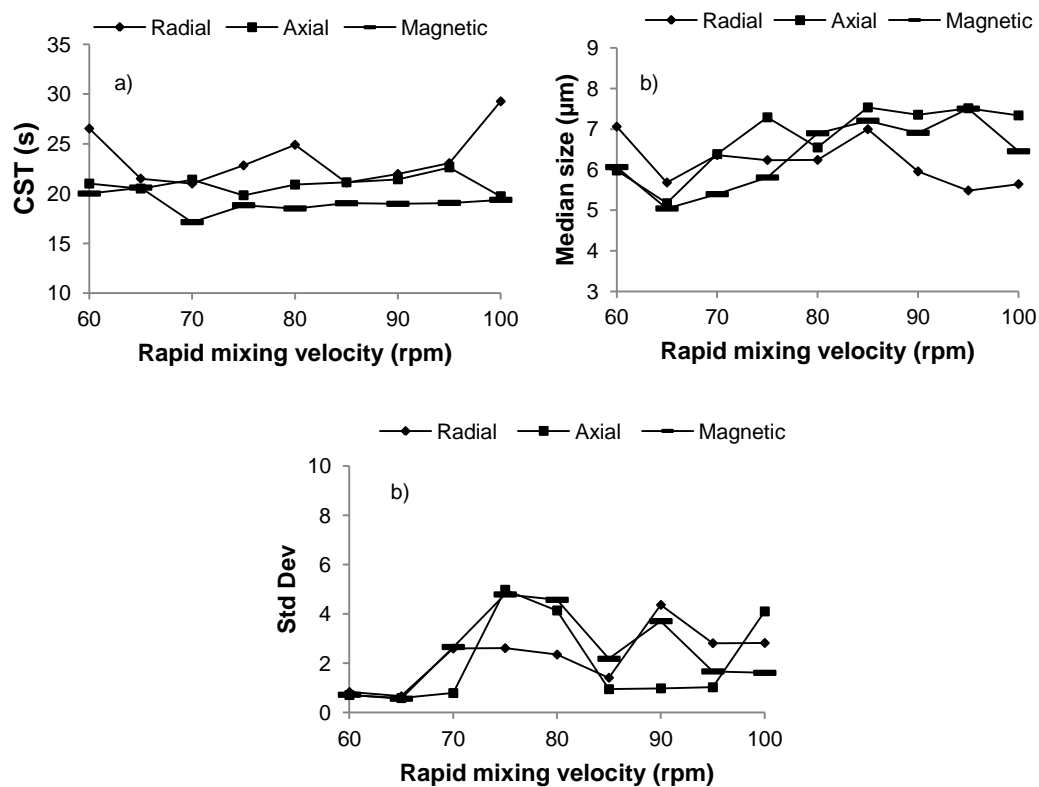 Radial Axial Magnetic
35
30
25
20
15
10
CST (s)
a)
60 70 80 90 100
Rapid mixing velocity (rpm)
Radial Axial Magnetic
9
8
7
6
5
4
3
Median size (µm)
b)
60 70 80 90 100
Rapid mixing velocity (rpm)
Radial Axial Magnetic
10
8
6
4
2
0
Std Dev
b)
60 70 80 90 100
Rapid mixing velocity (rpm)